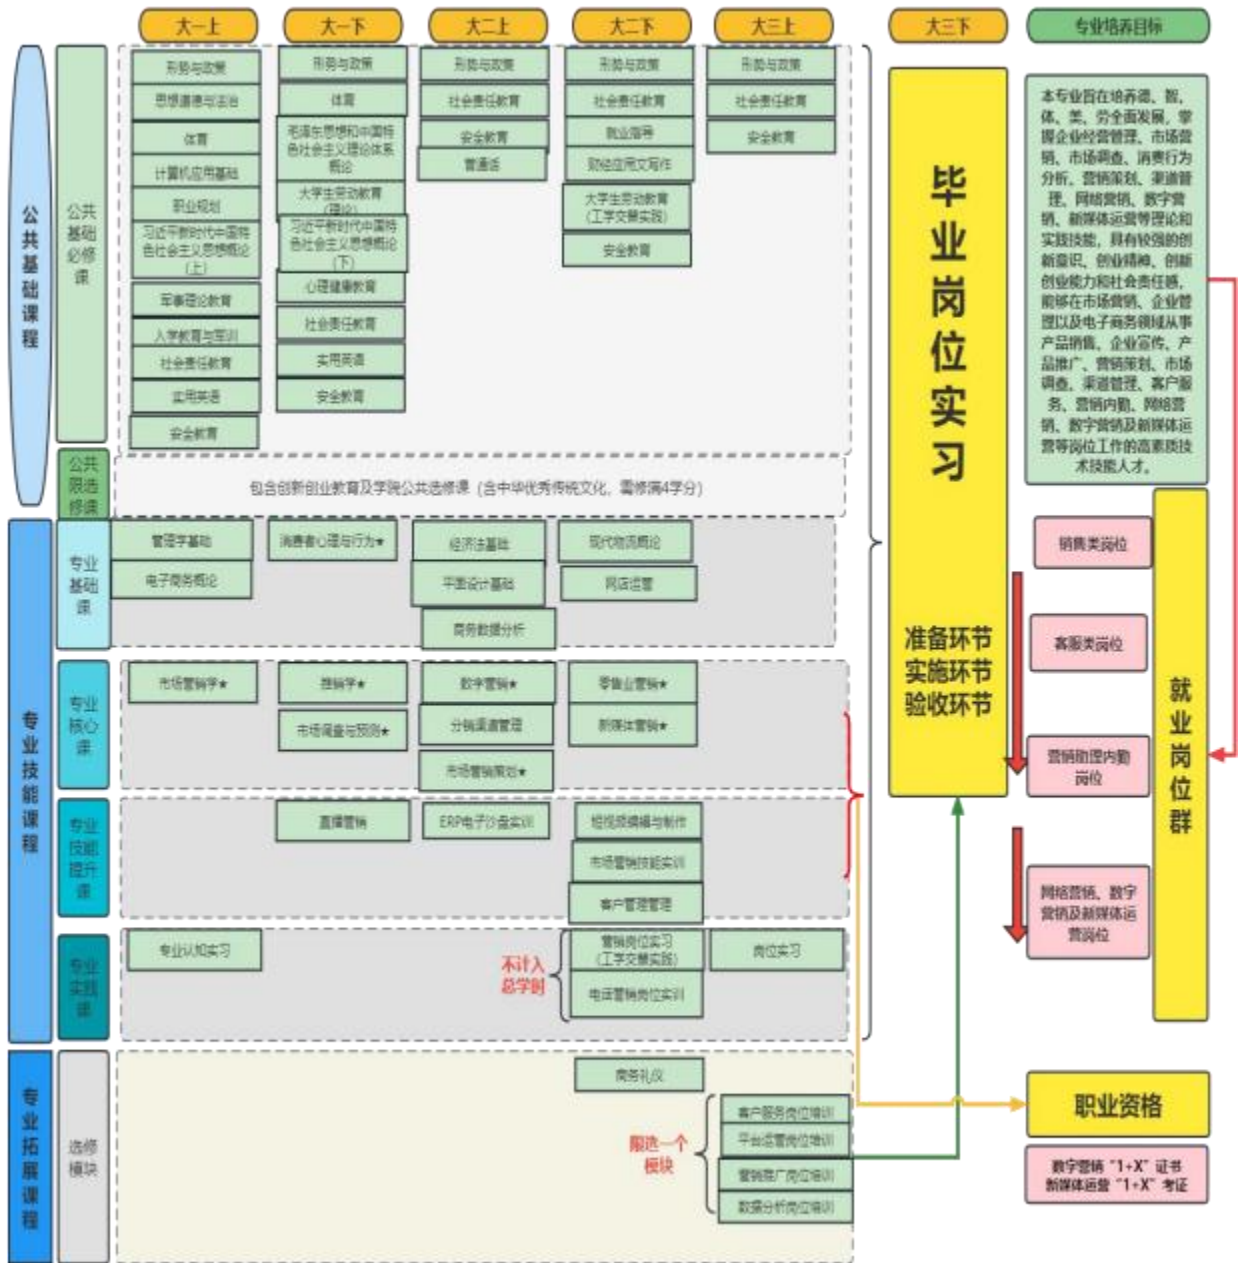 大一上
大一下
大二上
大二下
大三上
大三下
专业培养目标
公共基础课程
公共
基础
必修
课
形势与政策
思想道德与法治
体育
计算机应用基础
职业规划
习近平新时代中国特
色社会主义思想概论
(上)
军事理论教育
入学教育与军训
社会责任教育
实用英语
安全教育
形势与政策
体育
毛泽东思想和中国特
色社会主义理论体系
概论
大学生劳动教育
(理论)
习近平新时代中国特
色社会主义思想概论
(下)
心理健康教育
社会责任教育
实用英语
安全教育
形势与政策
社会责任教育
安全教育
普通话
形势与政策
社会责任教育
就业指导
财经应用文写作
大学生劳动教育
(工学交替实践)
安全教育
形势与政策
社会责任教育
安全教育
公共
限选
修课
包含创新创业教育及学院公共选修课（含中华优秀传统文化，需修满4学分）
专业技能课程
专业
基础
课
管理学基础
电子商务概论
消费者心理与行为★
经济法基础
平面设计基础
商务数据分析
现代物流概论
网店运营
专业
核心
课
市场营销学★
推销学★
市场调查与预测★
数字营销★
分销渠道管理
市场营销策划★
零售业营销★
新媒体营销★
专业
技能
提升
课
直播营销
ERP电子沙盘实训
短视频编辑与制作
市场营销技能实训
客户管理管理
专业
实践
课
专业认知实习
不计入
总学时
营销岗位实习
(工学交替实践)
电话营销岗位实训
岗位实习
专业拓展课程
选修
模块
商务礼仪
限选一个
模块
客户服务岗位培训
平台运营岗位培训
营销推广岗位培训
数据分析岗位培训
毕业岗位实习
准备环节
实施环节
验收环节
本专业旨在培养德、智、
体、美、劳全面发展，掌
握企业经营管理、市场营
销、市场调查、消费行为
分析、营销策划、渠道管
理、网络营销、数字营
销、新媒体运营等理论和
实践技能，具有较强的创
新意识、创业精神、创新
创业能力和社会责任感，
能够在市场营销、企业管
理以及电子商务领域从事
产品销售、企业宣传、产
品推广、营销策划、市场
调查、渠道管理、客户服
务、营销内勤、网络营
销、数字营销及新媒体运
营等岗位工作的高素质技
术技能人才。
销售类岗位
客服类岗位
营销助理内勤
岗位
网络营销、数字
营销及新媒体运
营岗位
就业岗位群
职业资格
数字营销“1+X”证书
新媒体运营“1+X”考证